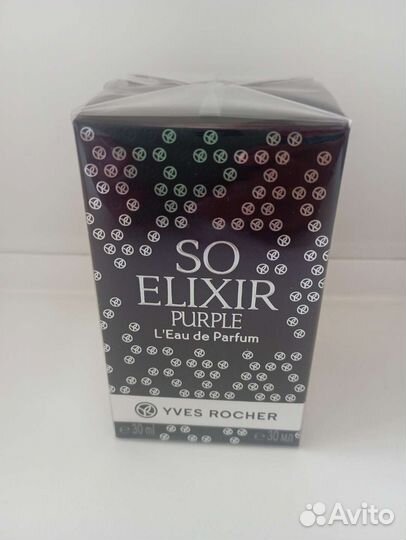 SO
ELIXIR
PURPLE
L'Eau de Parfum
YVES ROCHER
℮ 30 ml ℮ 30 мл
Avito